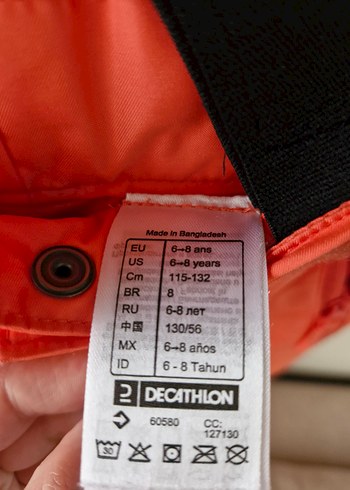 Made in Bangladesh
EU 6→8 ans
US 6→8 years
Cm 115-132
BR 8
RU 6-8 лет
中国 130/56
MX 6→8 años
ID 6 - 8 Tahun
DECATHLON
60580 CC:
127130
30